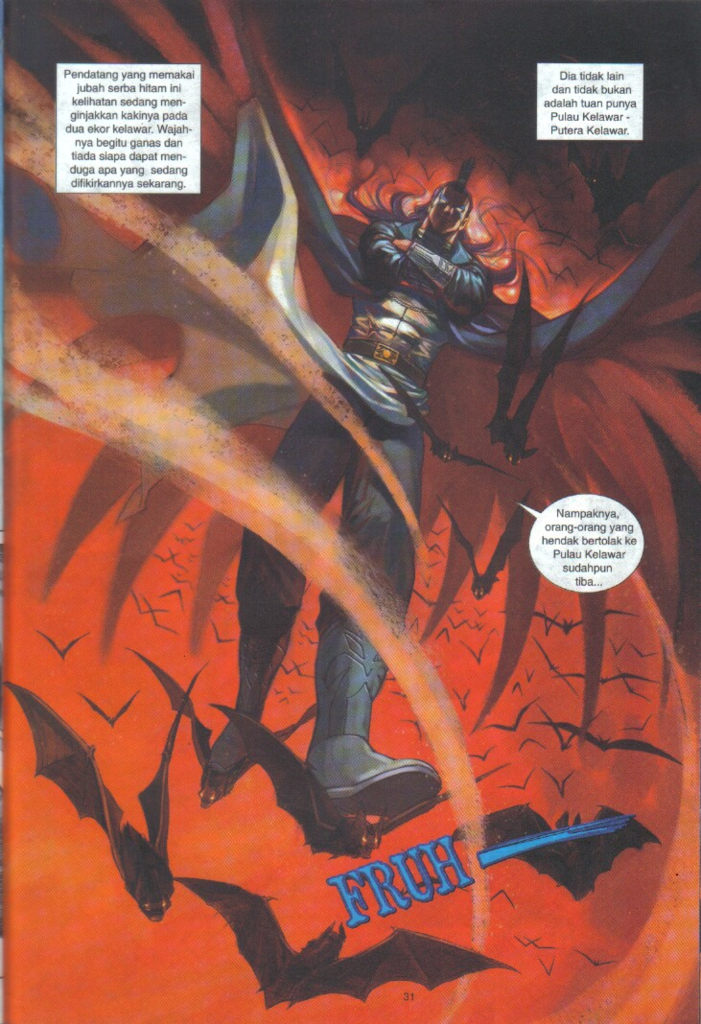 Pendatang yang memakai
jubah serba hitam ini
kelihatan sedang men-
ginjakkan kakinya pada
dua ekor kelawar. Wajah-
nya begitu ganas dan
tiada siapa dapat men-
duga apa yang sedang
difikirkannya sekarang.
Dia tidak lain
dan tidak bukan
adalah tuan punya
Pulau Kelawar -
Putera Kelawar.
Nampaknya,
orang-orang yang
hendak bertolak ke
Pulau Kelawar
sudahpun
tiba...
FRUH
31